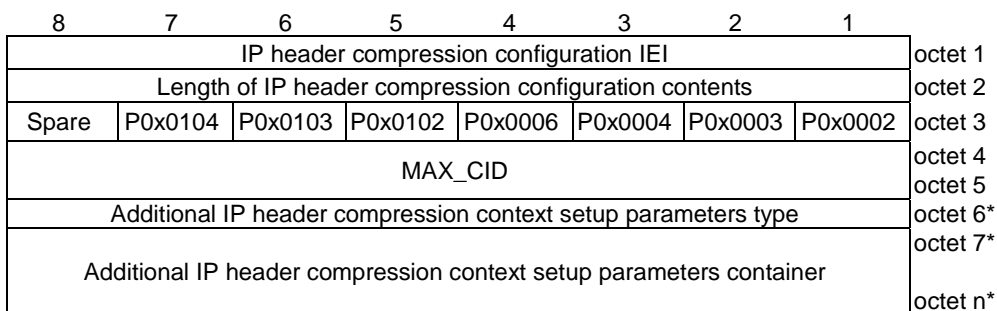 8 7 6 5 4 3 2 1
IP header compression configuration IEI octet 1
Length of IP header compression configuration contents octet 2
Spare P0x0104 P0x0103 P0x0102 P0x0006 P0x0004 P0x0003 P0x0002 octet 3
octet 4
MAX_CID
octet 5
Additional IP header compression context setup parameters type octet 6*
octet 7*
Additional IP header compression context setup parameters container
octet n*